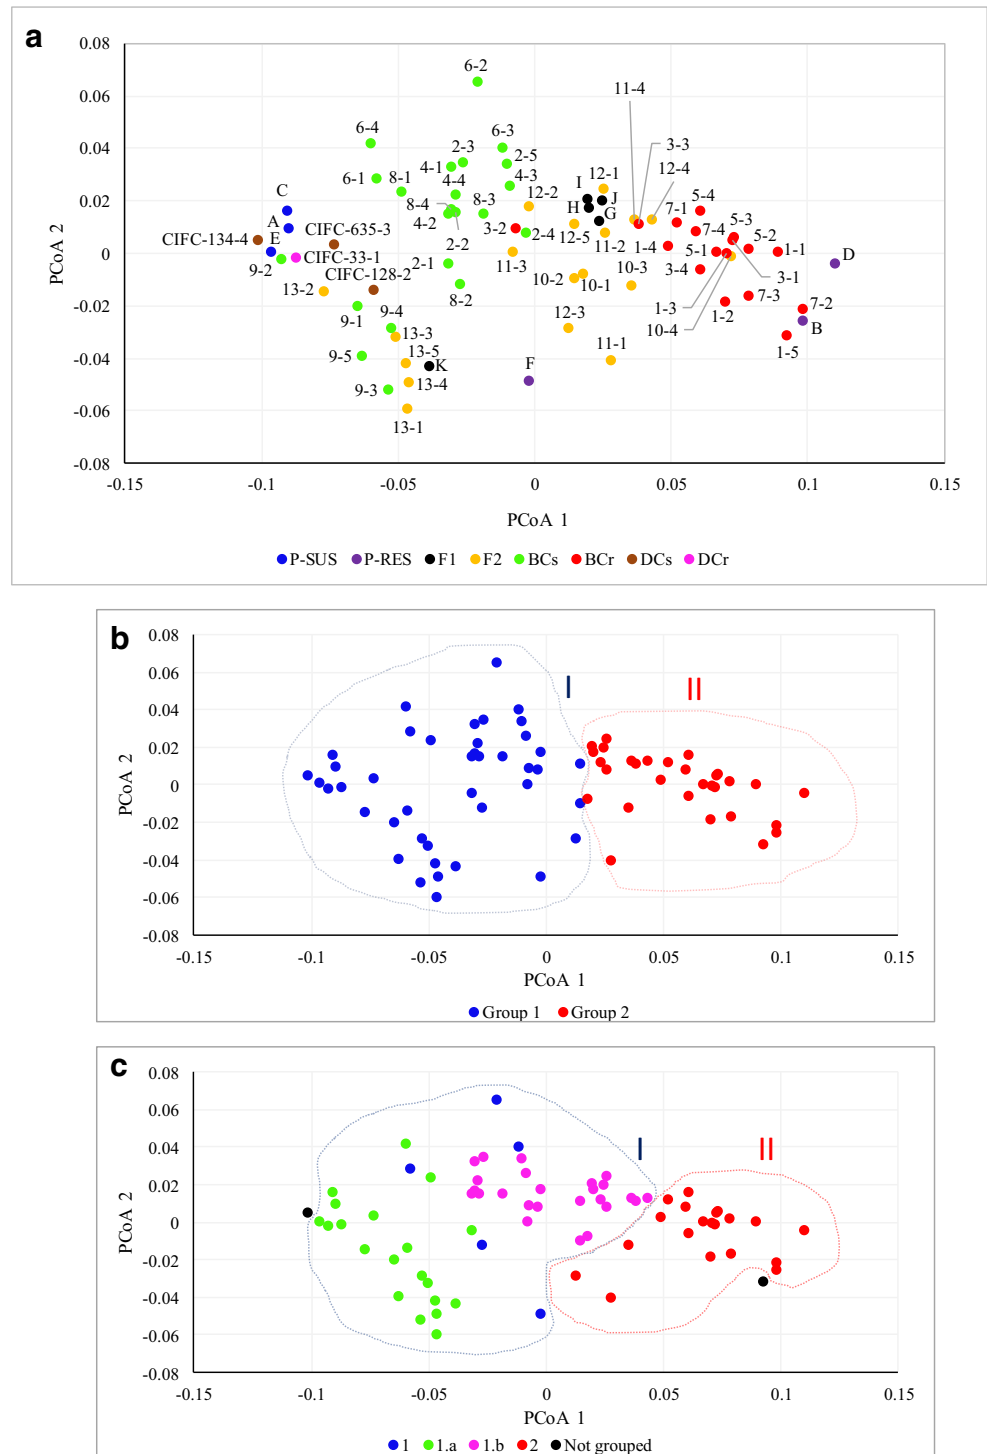 a
0.08
6-2
11-4
0.06
6-4
6-3
3-3
2-3
2-5
0.04
4-1
12-1
12-4
6-1
8-1
4-4
4-3
I
5-4
C
12-2
J
7-1
5-3
0.02
8-4
8-3
H
G
7-4
5-2
A
4-2
3-2
CIFC-134-4
E
CIFC-635-3
2-2
2-4
12-5
11-2
1-4
5-1
1-1
D
0
CIFC-33-1
9-2
CIFC-128-2
2-1
11-3
10-2
10-3
3-4
3-1
13-2
8-2
10-1
1-3
7-3
7-2
-0.02
9-1
9-4
12-3
10-4
1-2
B
13-3
9-5
13-5
K
F
11-1
1-5
-0.04
9-3
13-4
-0.06
13-1
-0.08
-0.15 -0.1 -0.05 0 0.05 0.1 0.15
PCoA 1
PCoA 2
P-SUS P-RES F1 F2 BCs BCr DCs DCr
b
0.08
0.06
I II
0.04
0.02
0
-0.02
-0.04
-0.06
-0.08
-0.15 -0.1 -0.05 0 0.05 0.1 0.15
PCoA 1
PCoA 2
Group 1 Group 2
c
0.08
0.06
0.04
I II
0.02
0
-0.02
-0.04
-0.06
-0.08
-0.15 -0.1 -0.05 0 0.05 0.1 0.15
PCoA 1
PCoA 2
1 1.a 1.b 2 Not grouped